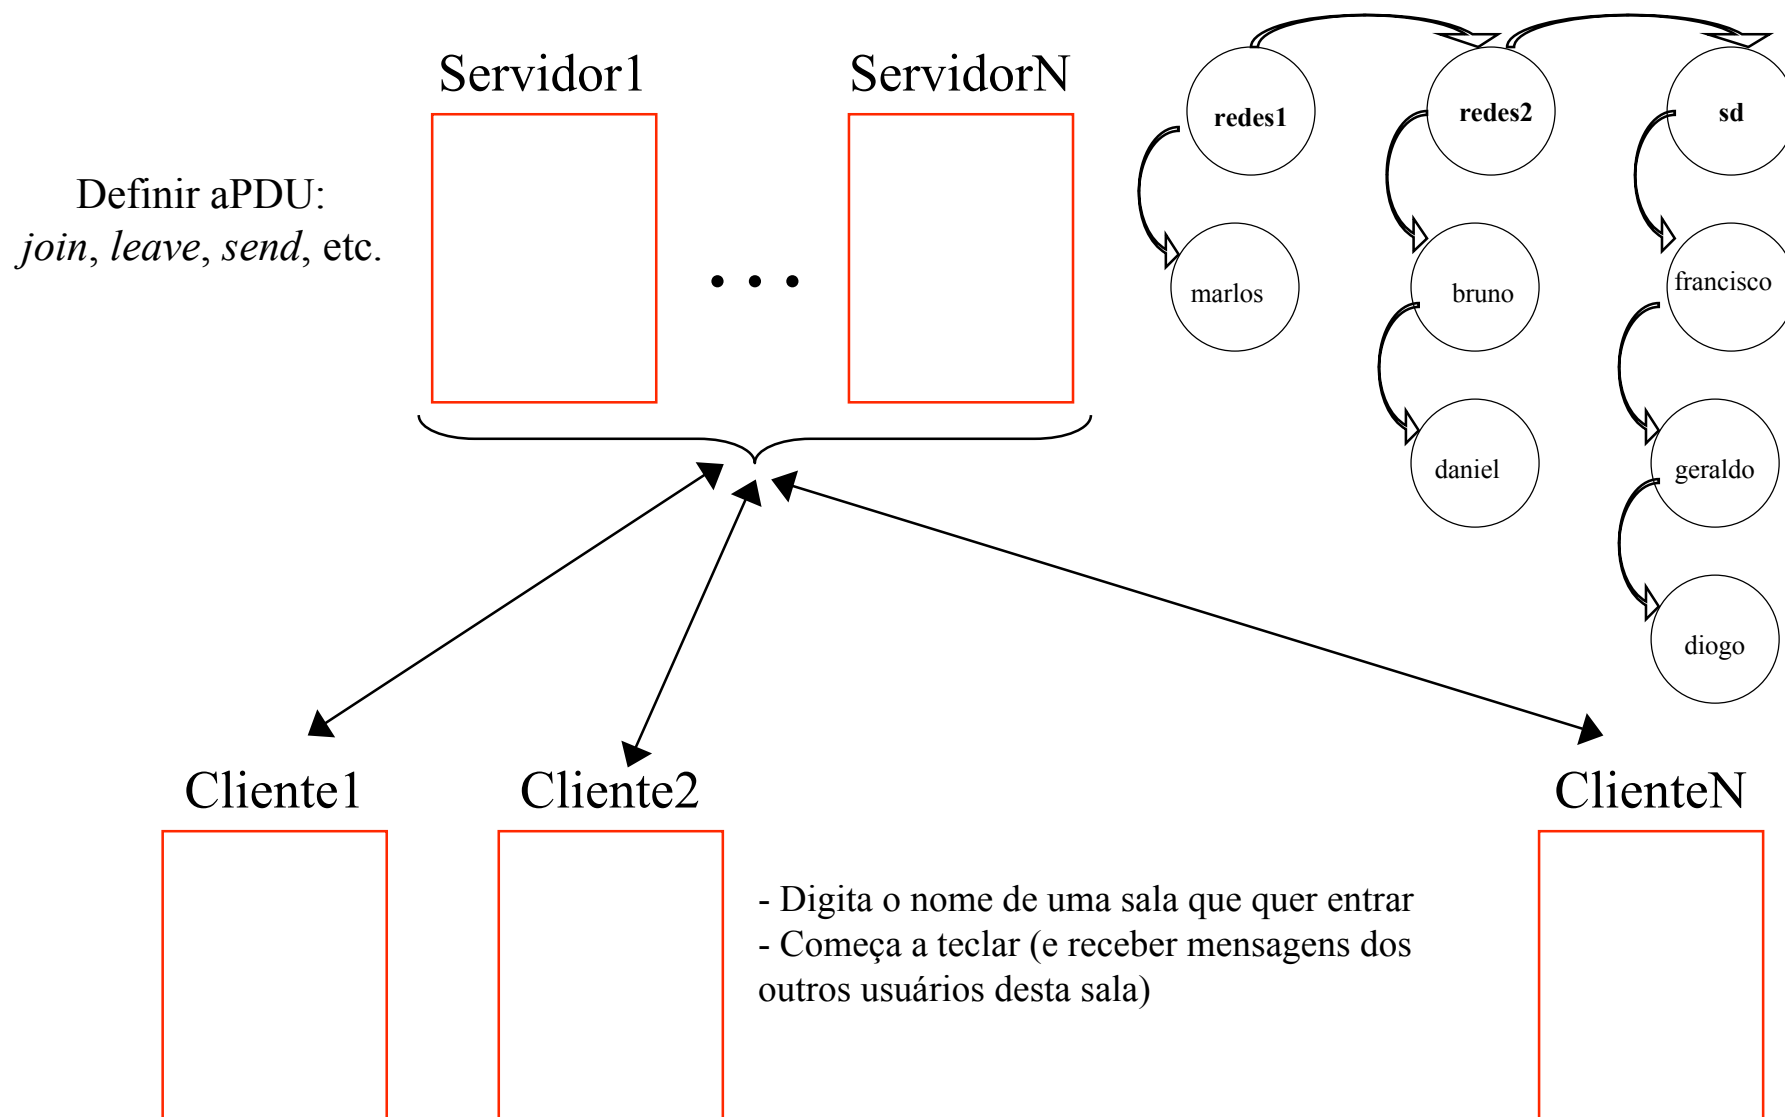 Servidor1
ServidorN
Definir aPDU:
join, leave, send, etc.
. . .
redes1
redes2
sd
marlos
bruno
francisco
daniel
geraldo
diogo
Cliente1
Cliente2
ClienteN
- Digita o nome de uma sala que quer entrar
- Começa a teclar (e receber mensagens dos
outros usuários desta sala)